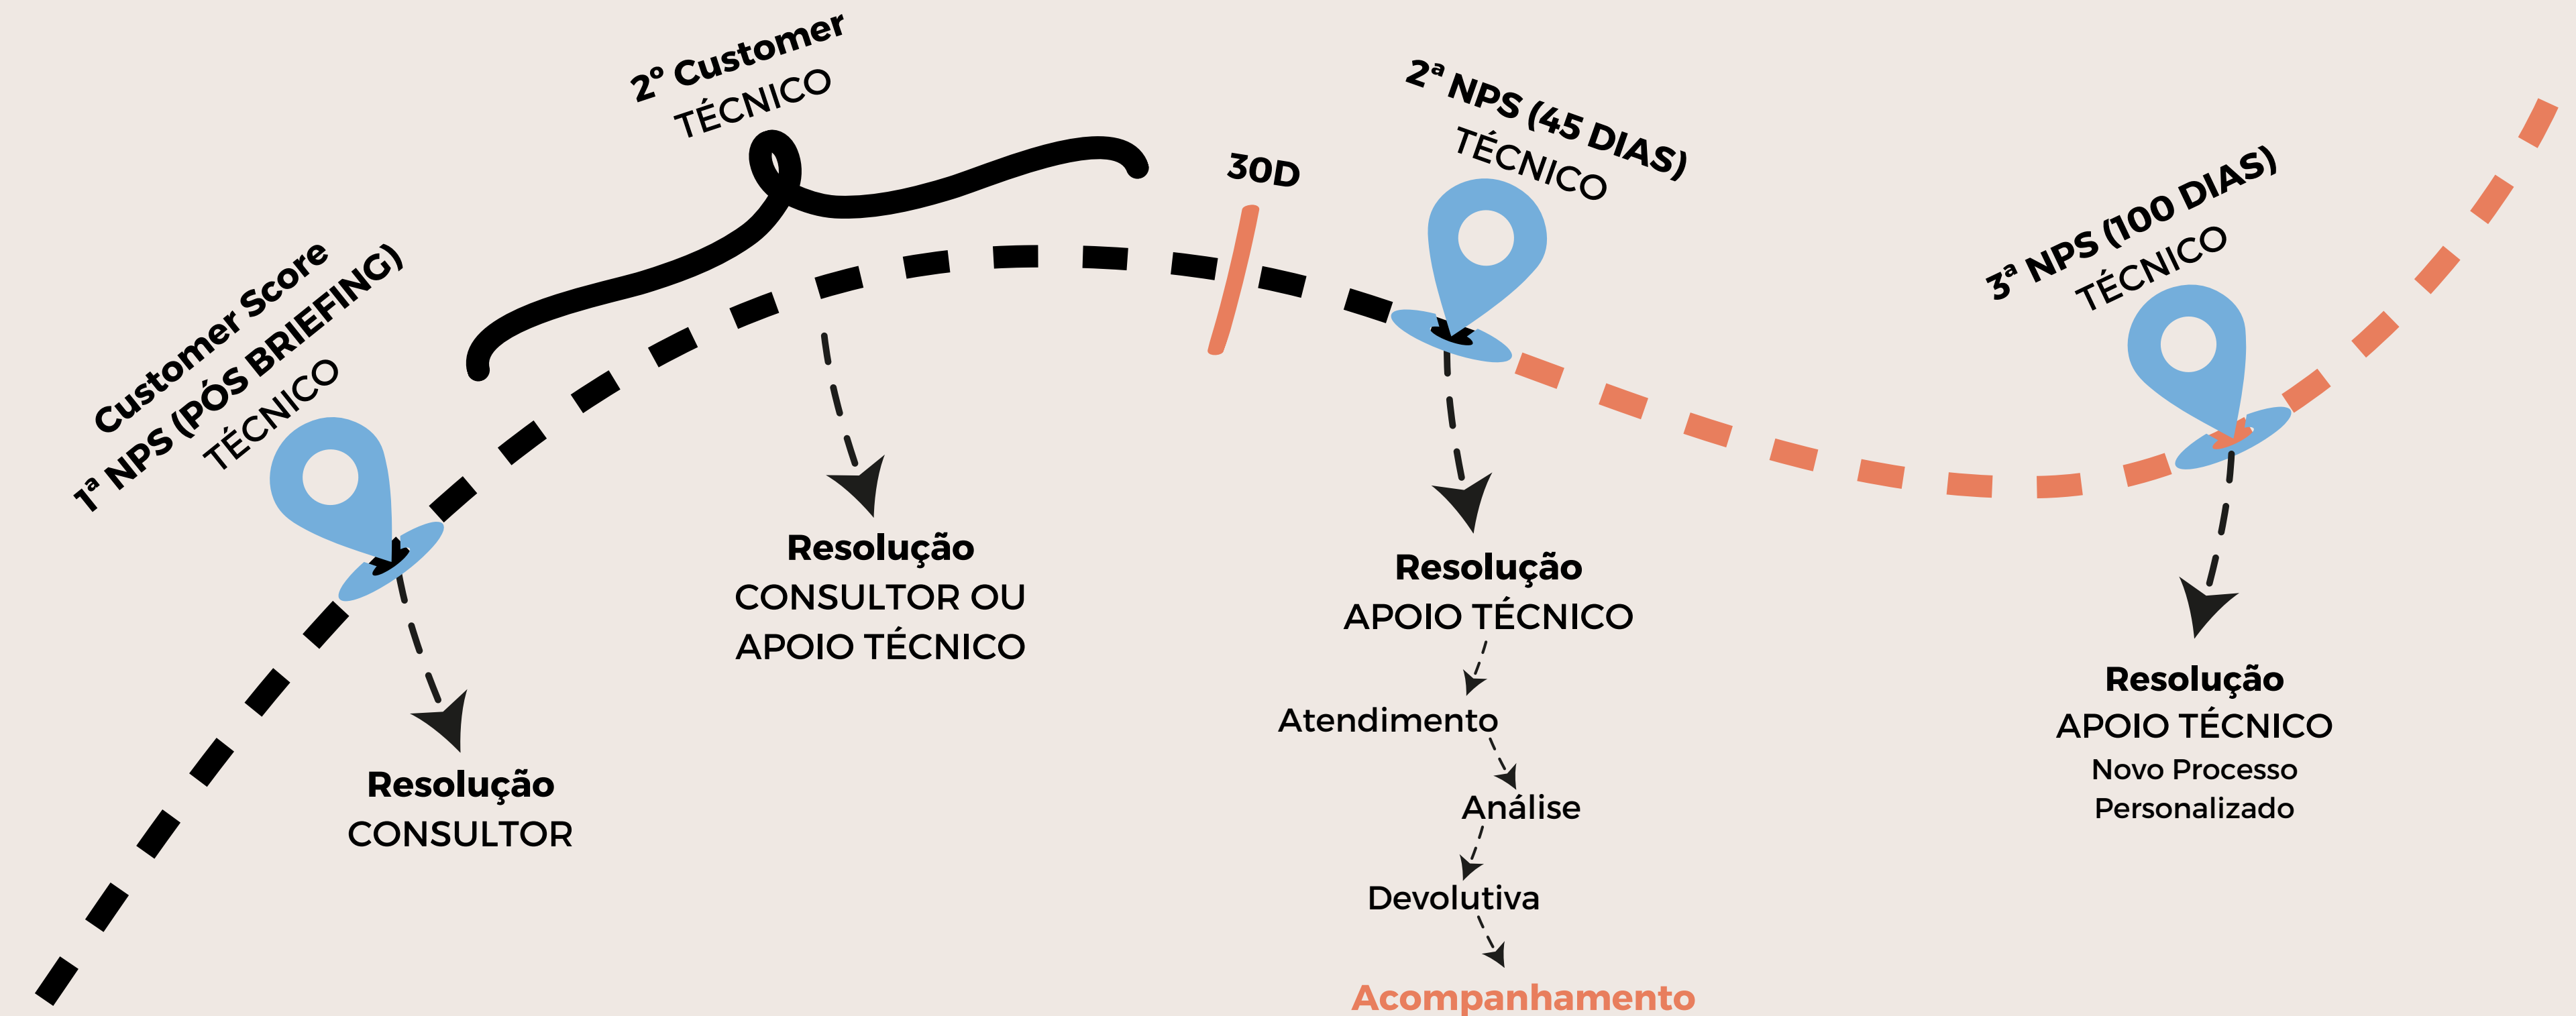 Customer Score
1ª NPS (PÓS BRIEFING)
TÉCNICO
Resolução
CONSULTOR
2º Customer
TÉCNICO
Resolução
CONSULTOR OU
APOIO TÉCNICO
30D
2ª NPS (45 DIAS)
TÉCNICO
Resolução
APOIO TÉCNICO
Atendimento
Análise
Devolutiva
Acompanhamento
3ª NPS (100 DIAS)
TÉCNICO
Resolução
APOIO TÉCNICO
Novo Processo
Personalizado